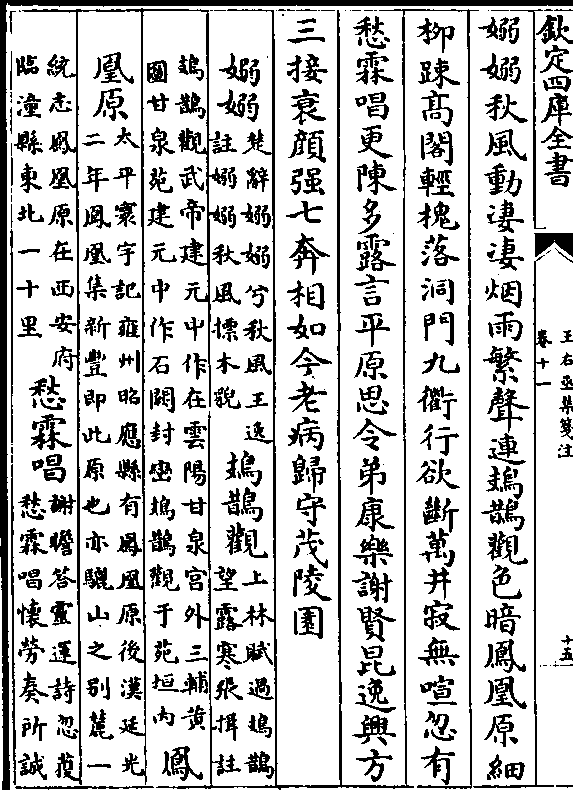 欽定四庫全書
王右丞集箋注
卷十一
十五
嫋嫋秋風動凄凄烟雨繁聲連鳷鵲觀色暗鳳凰原細
栁踈髙閣輕槐落洞門九衢行欲斷萬井寂無喧忽有
愁霖唱更陳多露言平原思令弟康樂謝賢昆逸興方
三接衰顔强七奔相如今老病歸守茂陵園
嫋嫋
楚辭嫋嫋兮秋風王逸
註嫋嫋秋風摽木貌
鳷鵲觀
上林賦過鳷鵲
望露寒張揖註
鳷鵲觀武帝建元中作在雲陽甘泉宮外三輔黄
圖甘泉苑建元中作石闕封巒鳷鵲觀于苑垣内
鳳
凰原
太平寰宇記雍州昭應縣有鳳凰原後漢延光
二年鳳凰集新豐即此原也亦驪山之别麓一
統志鳳凰原在西安府
臨潼縣東北一十里
愁霖唱
謝瞻答靈運詩忽獲
愁霖唱懷勞奏所誠